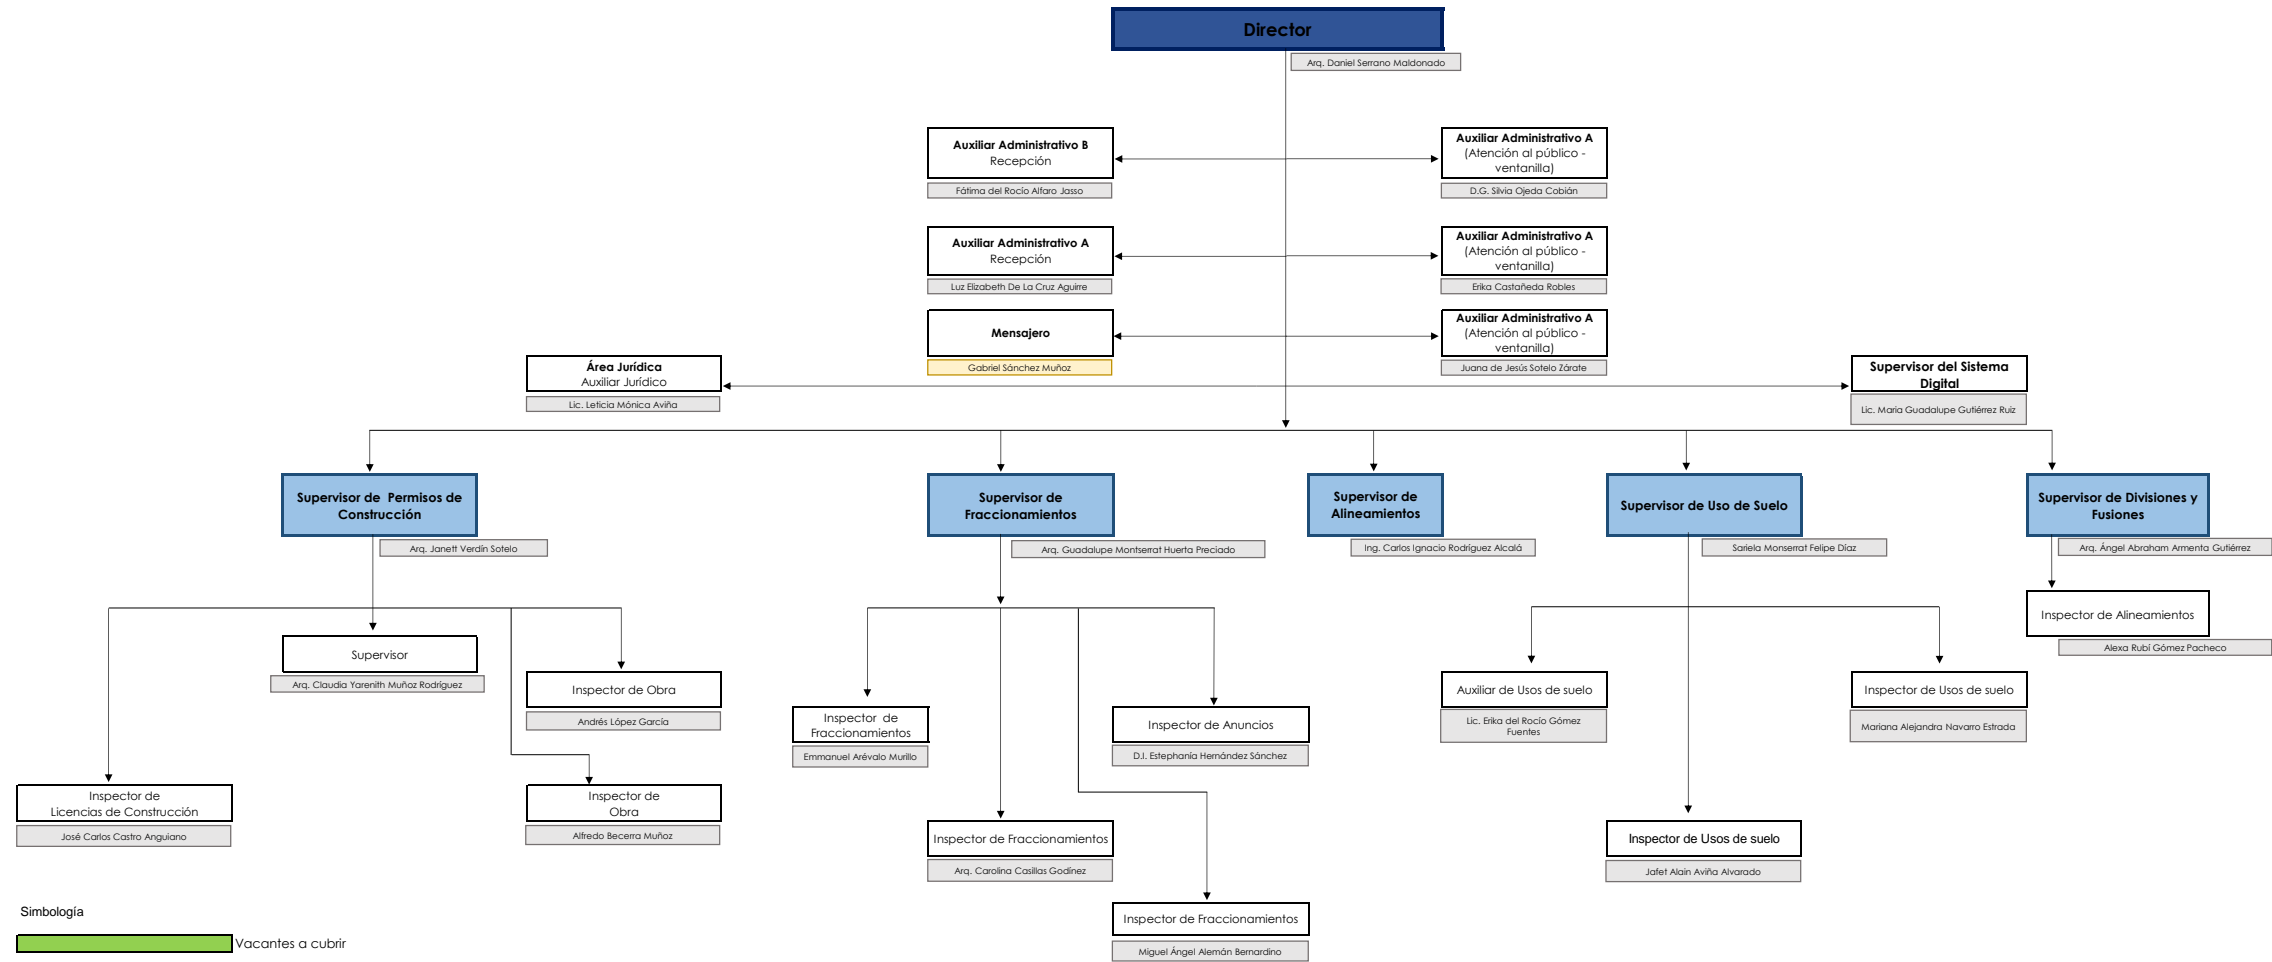 Director
Arq. Daniel Serrano Maldonado
Auxiliar Administrativo B
Recepción
Fátima del Rocío Alfaro Jasso
Auxiliar Administrativo A
(Atención al público -
ventanilla)
D.G. Silvia Ojeda Cobián
Auxiliar Administrativo A
Recepción
Luz Elizabeth De La Cruz Aguirre
Auxiliar Administrativo A
(Atención al público -
ventanilla)
Erika Castañeda Robles
Mensajero
Gabriel Sánchez Muñoz
Auxiliar Administrativo A
(Atención al público -
ventanilla)
Juana de Jesús Sotelo Zárate
Área Jurídica
Auxiliar Jurídico
Lic. Leticia Mónica Aviña
Supervisor del Sistema
Digital
Lic. Maria Guadalupe Gutiérrez Ruiz
Supervisor de Permisos de
Construcción
Arq. Janett Verdín Sotelo
Supervisor de
Fraccionamientos
Arq. Guadalupe Montserrat Huerta Preciado
Supervisor de
Alineamientos
Ing. Carlos Ignacio Rodríguez Alcalá
Supervisor de Uso de Suelo
Sariela Monserrat Felipe Díaz
Supervisor de Divisiones y
Fusiones
Arq. Ángel Abraham Armenta Gutiérrez
Inspector de Alineamientos
Alexa Rubí Gómez Pacheco
Supervisor
Arq. Claudia Yarenith Muñoz Rodríguez
Inspector de Obra
Andrés López García
Inspector de
Fraccionamientos
Emmanuel Arévalo Murillo
Inspector de Anuncios
D.I. Estephanía Hernández Sánchez
Auxiliar de Usos de suelo
Lic. Erika del Rocío Gómez
Fuentes
Inspector de Usos de suelo
Mariana Alejandra Navarro Estrada
Inspector de
Licencias de Construcción
José Carlos Castro Anguiano
Inspector de
Obra
Alfredo Becerra Muñoz
Inspector de Fraccionamientos
Arq. Carolina Casillas Godínez
Inspector de Usos de suelo
Jafet Alain Aviña Alvarado
Inspector de Fraccionamientos
Miguel Ángel Alemán Bernardino
Simbología
Vacantes a cubrir